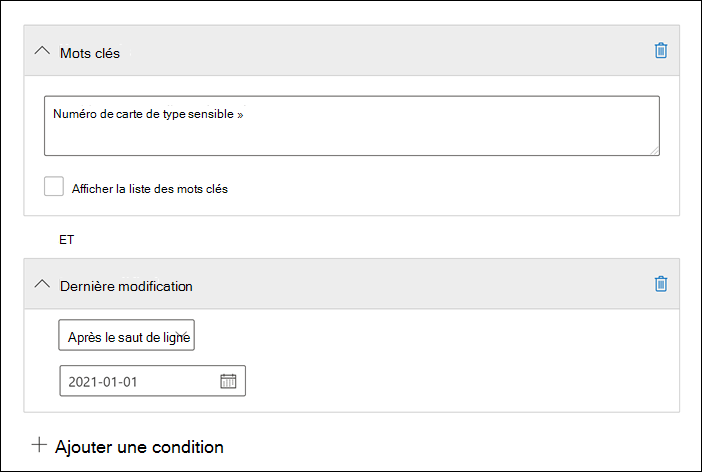 Mots clés
Numéro de carte de type sensible »
Afficher la liste des mots clés
ET
Dernière modification
Après le saut de ligne
2021-01-01
Ajouter une condition